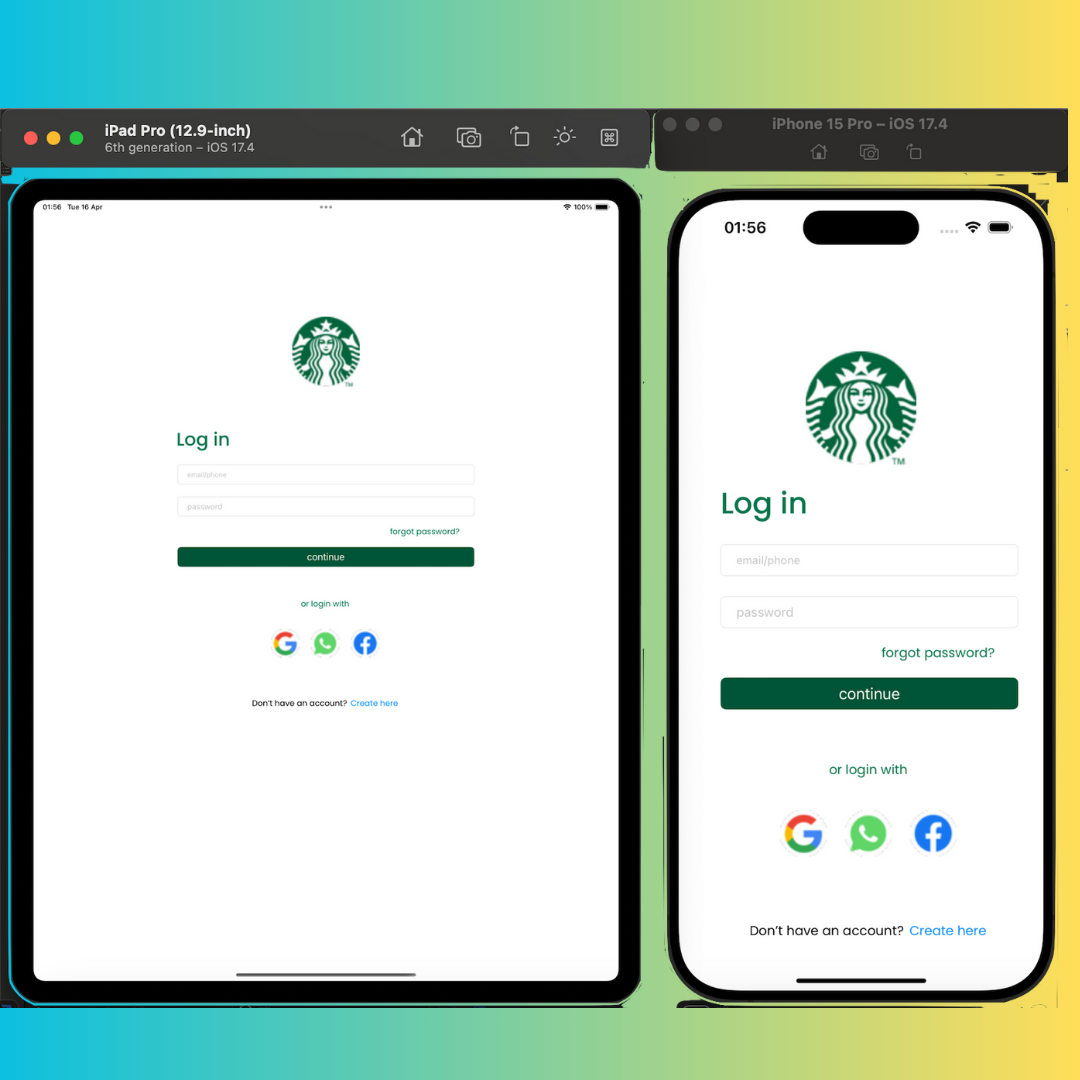 iPad Pro (12.9-inch)
6th generation – iOS 17.4
01:56 Tue 16 Apr
100%
TM
Log in
email/phone
password
forgot password?
continue
or login with
Don't have an account? Create here
iPhone 15 Pro – iOS 17.4
01:56
TM
Log in
email/phone
password
forgot password?
continue
or login with
Don't have an account? Create here